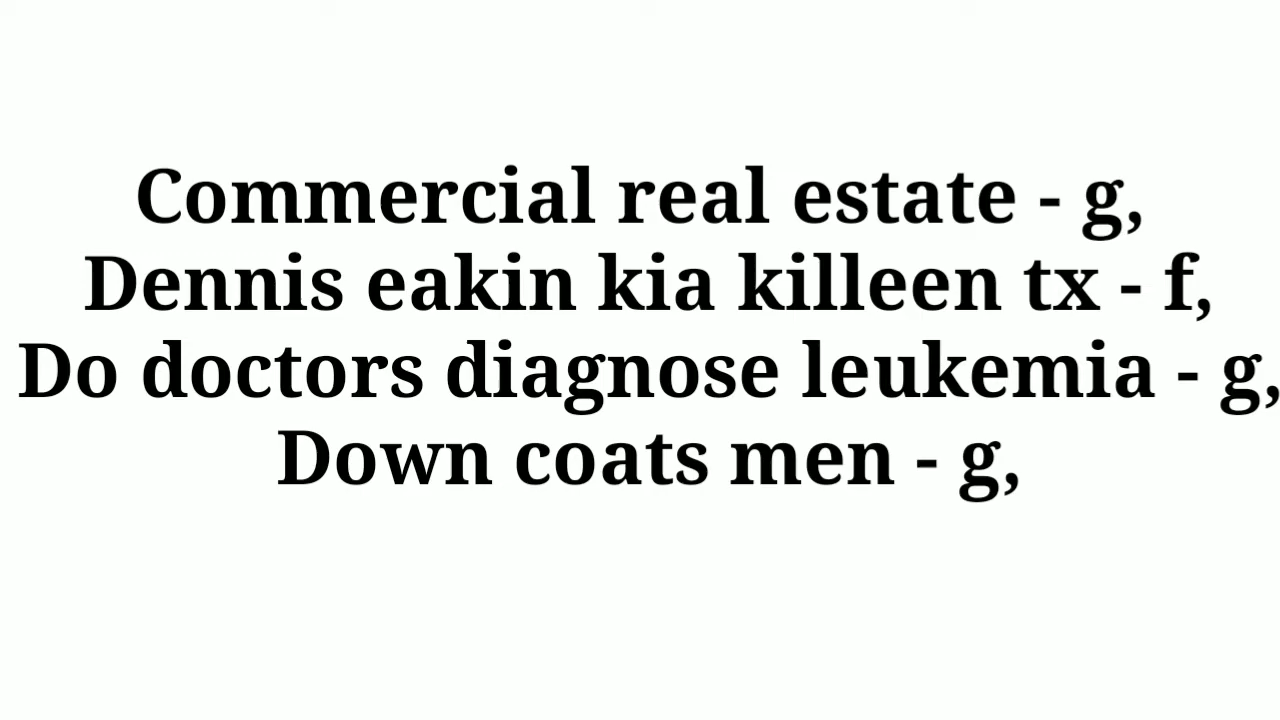 Commercial real estate - g,
Dennis eakin kia killeen tx - f,
Do doctors diagnose leukemia - g,
Down coats men - g,